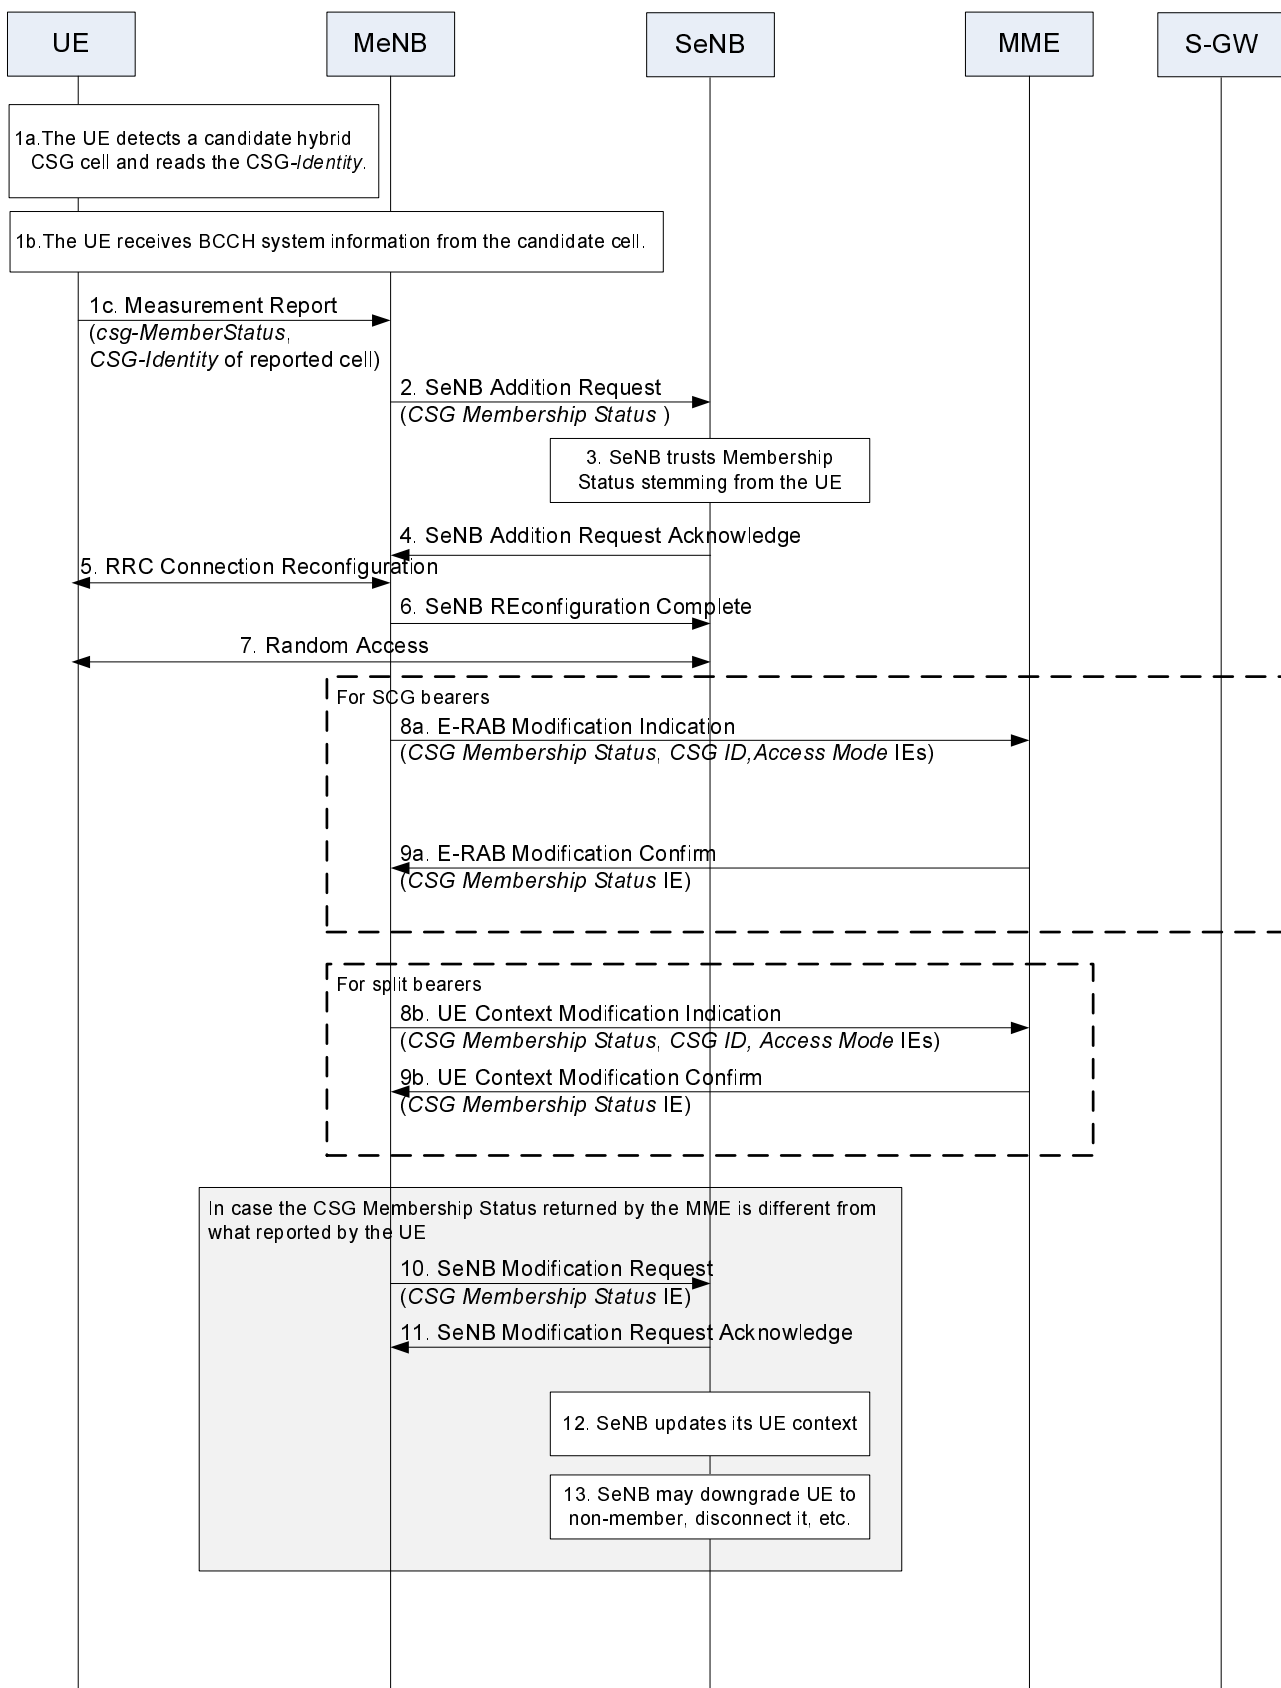 UE
MeNB
SeNB
MME
S-GW
1a.The UE detects a candidate hybrid
CSG cell and reads the CSG-Identity.
1b.The UE receives BCCH system information from the candidate cell.
1c. Measurement Report
(csg-MemberStatus,
CSG-Identity of reported cell)
2. SeNB Addition Request
(CSG Membership Status )
3. SeNB trusts Membership
Status stemming from the UE
4. SeNB Addition Request Acknowledge
5. RRC Connection Reconfiguration
6. SeNB REconfiguration Complete
7. Random Access
For SCG bearers
8a. E-RAB Modification Indication
(CSG Membership Status, CSG ID,Access Mode IEs)
9a. E-RAB Modification Confirm
(CSG Membership Status IE)
For split bearers
8b. UE Context Modification Indication
(CSG Membership Status, CSG ID, Access Mode IEs)
9b. UE Context Modification Confirm
(CSG Membership Status IE)
In case the CSG Membership Status returned by the MME is different from
what reported by the UE
10. SeNB Modification Request
(CSG Membership Status IE)
11. SeNB Modification Request Acknowledge
12. SeNB updates its UE context
13. SeNB may downgrade UE to
non-member, disconnect it, etc.